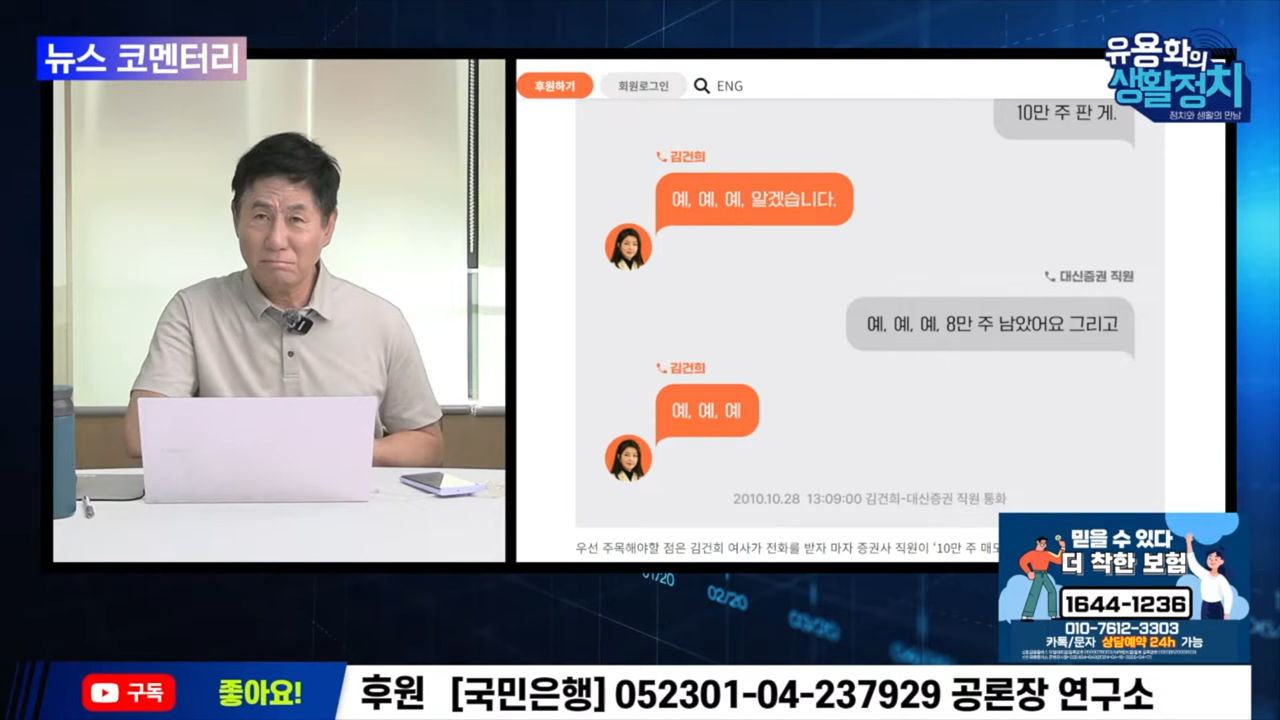 뉴스 코멘터리
유용화의
생활정치
정치와 생활의 만남
후원하기
회원로그인
ENG
10만 주 판 게.
김건희
예, 예, 예, 알겠습니다.
대신증권 직원
예, 예, 예, 8만 주 남았어요 그리고
김건희
예, 예, 예
2010.10.28 13:09:00 김건희-대신증권 직원 통화
우선 주목해야할 점은 김건희 여사가 전화를 받자 마자 증권사 직원이 ‘10만 주 매도
01/20
02/20
03/20
믿을 수 있다
더 착한 보험
1644-1236
010-7612-3303
카톡/문자 상담예약 24h 가능
구독
좋아요!
후원 [국민은행] 052301-04-237929 공론장 연구소